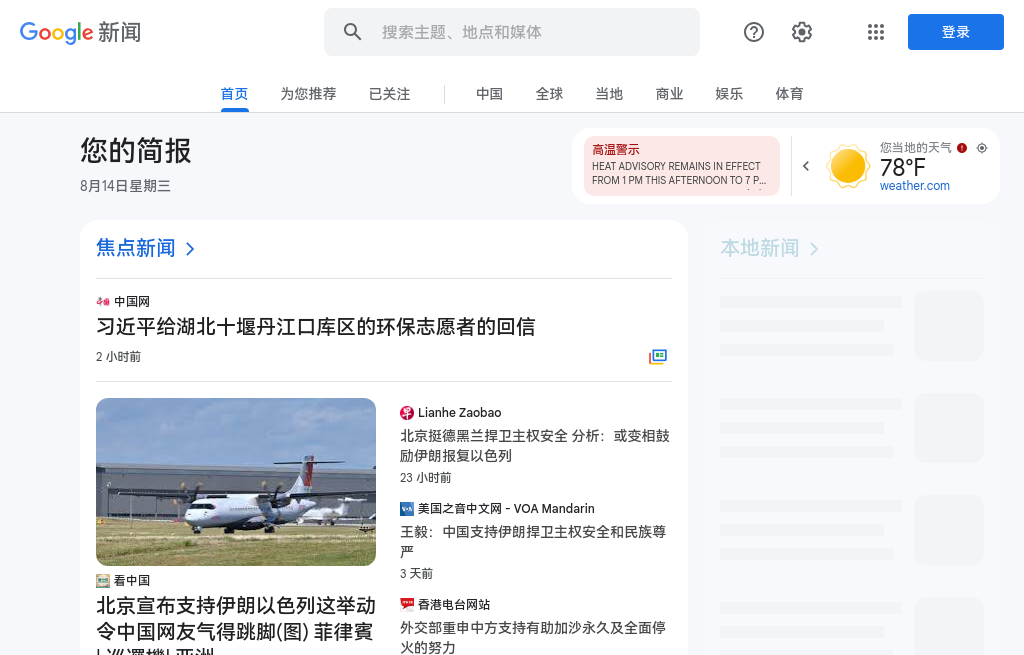 Google 新闻
搜索主题、地点和媒体
登录
首页
为您推荐
已关注
中国
全球
当地
商业
娱乐
体育
您的简报
8月14日星期三
高温警示
HEAT ADVISORY REMAINS IN EFFECT
FROM 1 PM THIS AFTERNOON TO 7 P…
您当地的天气
78°F
weather.com
焦点新闻
本地新闻
中国网
习近平给湖北十堰丹江口库区的环保志愿者的回信
2 小时前
Lianhe Zaobao
北京挺德黑兰捍卫主权安全 分析：或变相鼓
励伊朗报复以色列
23 小时前
美国之音中文网 - VOA Mandarin
王毅：中国支持伊朗捍卫主权安全和民族尊
严
3 天前
香港电台网站
外交部重申中方支持有助加沙永久及全面停
火的努力
看中国
北京宣布支持伊朗以色列这举动
令中国网友气得跳脚(图) 菲律賓